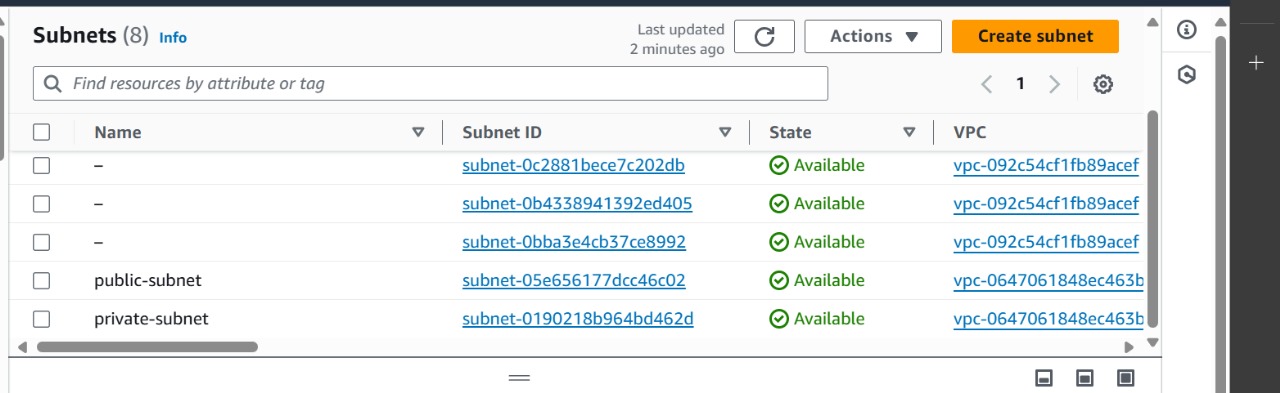 Subnets (8) Info
Last updated
2 minutes ago
Actions
Create subnet
Find resources by attribute or tag
1
Name Subnet ID State VPC
– subnet-0c2881bece7c202db Available vpc-092c54cf1fb89acef
– subnet-0b4338941392ed405 Available vpc-092c54cf1fb89acef
– subnet-0bba3e4cb37ce8992 Available vpc-092c54cf1fb89acef
public-subnet subnet-05e656177dcc46c02 Available vpc-0647061848ec463b
private-subnet subnet-0190218b964bd462d Available vpc-0647061848ec463b